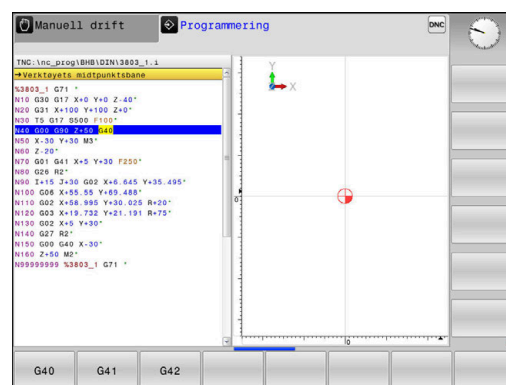 Manuell drift
Programmering
DNC
TNC:\nc_prog\BHB\DIN\3803_1.i
→Verktøyets midtpunktsbane
%3803_1 G71 *
N10 G30 G17 X+0 Y+0 Z-40*
N20 G31 X+100 Y+100 Z+0*
N30 T5 G17 S500 F100*
N40 G00 G90 Z+50 G40
N50 X-30 Y+30 M3*
N60 Z-20*
N70 G01 G41 X+5 Y+30 F250*
N80 G26 R2*
N90 I+15 J+30 G02 X+6.645 Y+35.495*
N100 G06 X+55.55 Y+69.488*
N110 G02 X+58.995 Y+30.025 R+20*
N120 G03 X+19.732 Y+21.191 R+75*
N130 G02 X+5 Y+30*
N140 G27 R2*
N150 G00 G40 X-30*
N160 Z+50 M2*
N99999999 %3803_1 G71 *
Y
X
0
0
G40
G41
G42